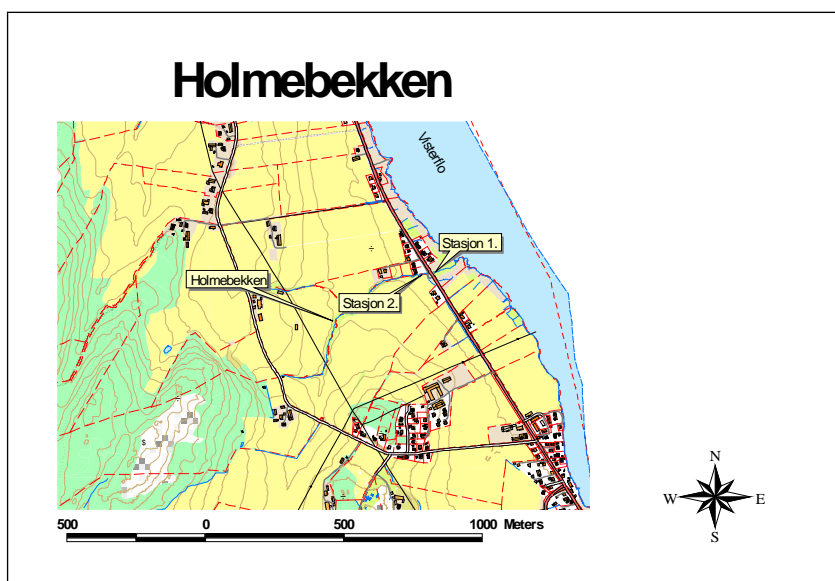 Holmebekken
Visterflo
Stasjon 1.
Holmebekken
Stasjon 2.
500 0 500 1000 Meters
N
W E
S